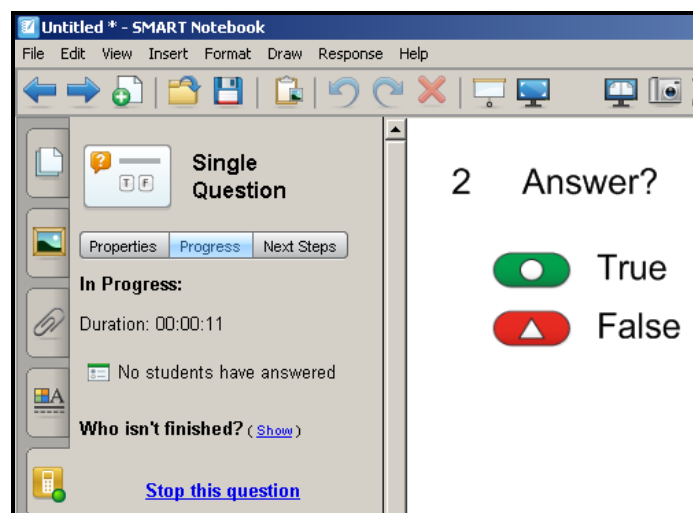 Untitled * - SMART Notebook
File Edit View Insert Format Draw Response Help
T F
Single
Question
Properties Progress Next Steps
In Progress:
Duration: 00:00:11
No students have answered
Who isn't finished? ( Show )
Stop this question
2 Answer?
True
False